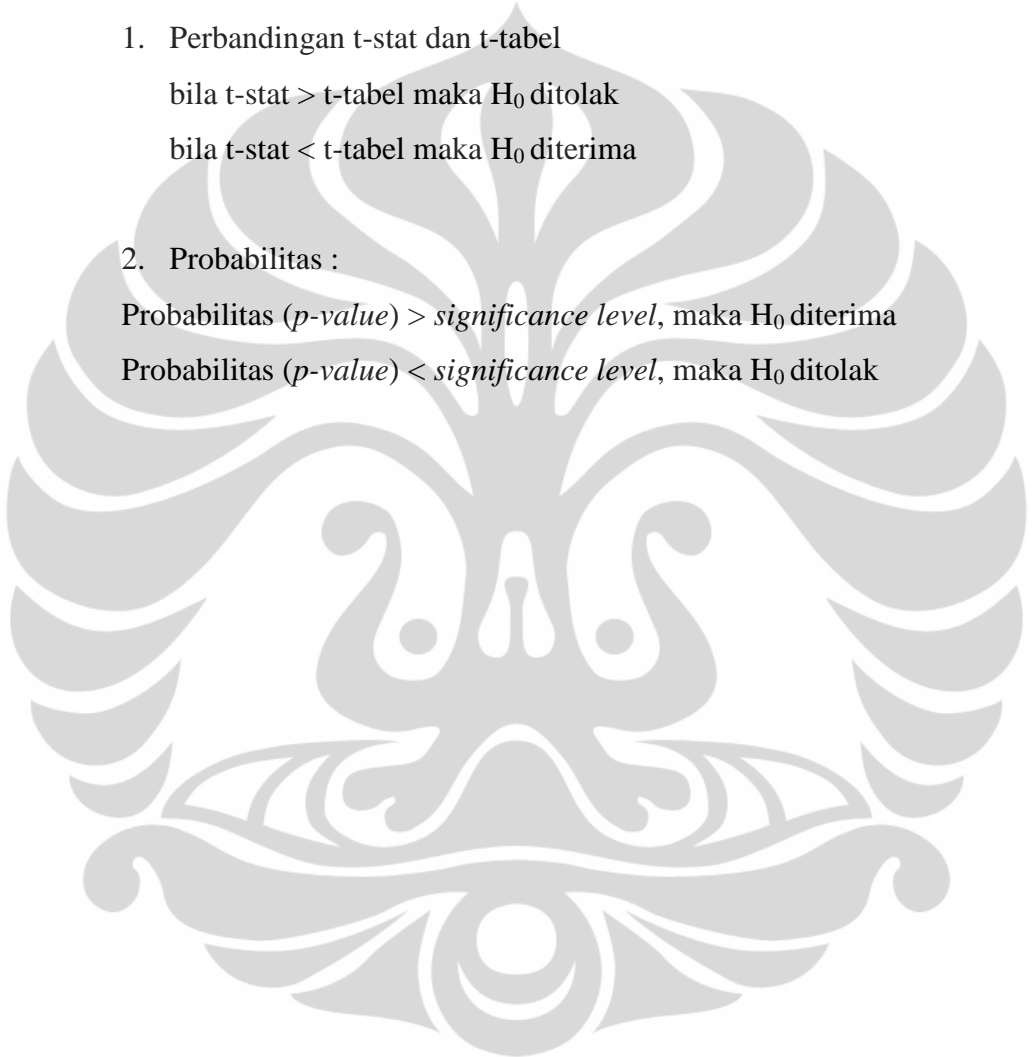 1. Perbandingan t-stat dan t-tabel
bila t-stat > t-tabel maka H₀ ditolak
bila t-stat < t-tabel maka H₀ diterima
2. Probabilitas :
Probabilitas (p-value) > significance level, maka H₀ diterima
Probabilitas (p-value) < significance level, maka H₀ ditolak